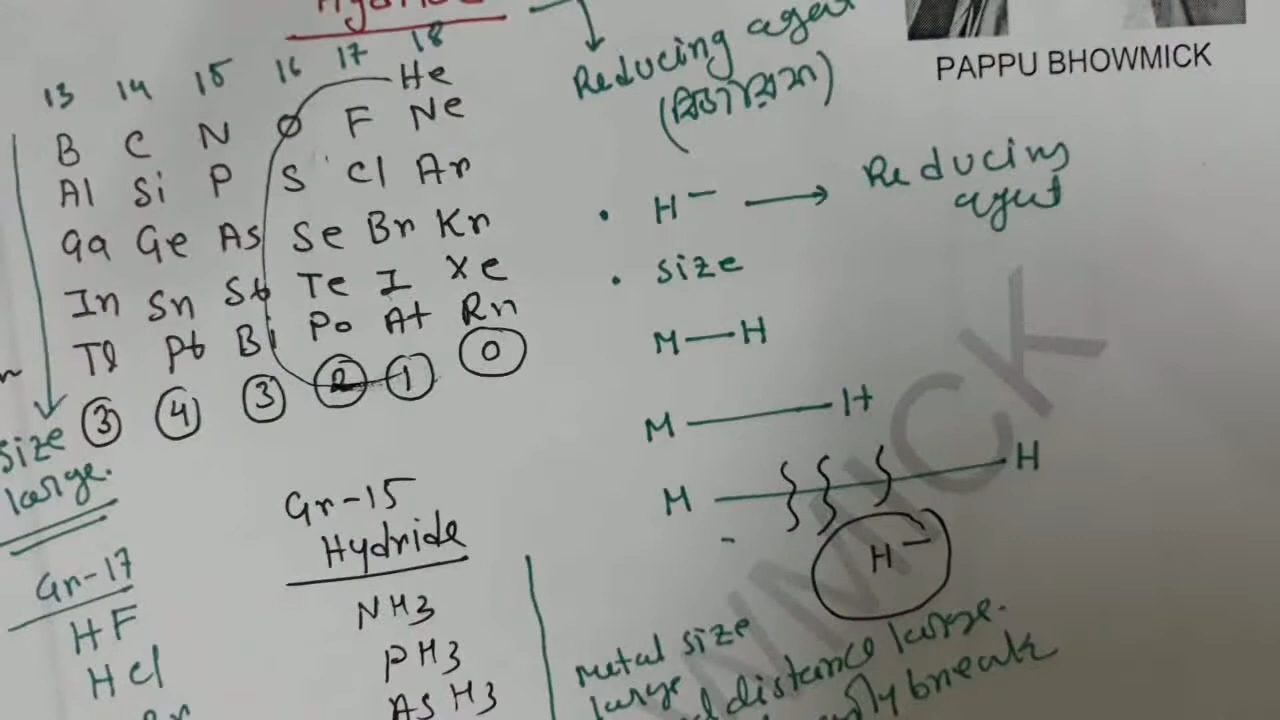 Reducing agent
(বিজারক)
PAPPU BHOWMICK
13 14 15 16 17 18
He
B C N O F Ne
Al Si P S Cl Ar
Ga Ge As Se Br Kr
In Sn Sb Te I Xe
Tl Pb Bi Po At Rn
3 4 3 2 1 0
size
large.
Gr-17
HF
HCl
Gr-15
Hydride
NH3
PH3
AsH3
• H⁻ → Reducing
agent
• size
M—H
M—H
M—H
H⁻
Metal size
large
distance large.
break